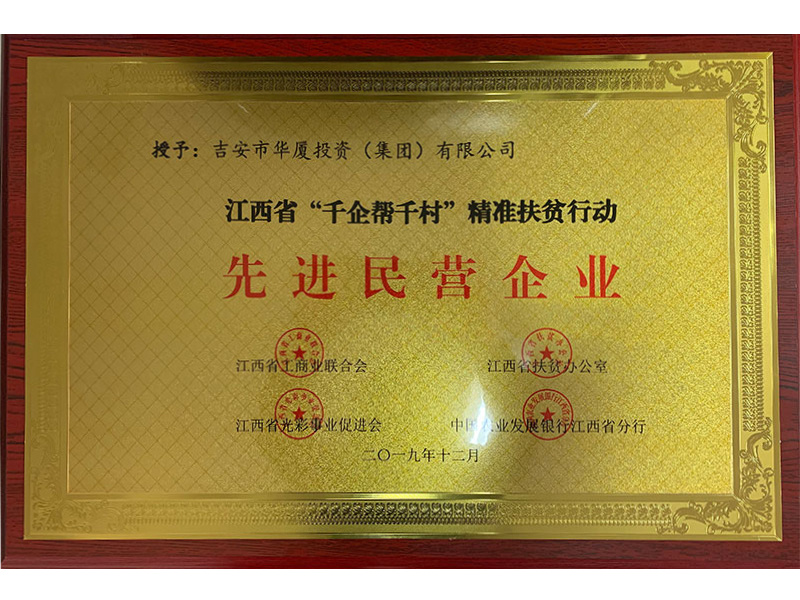 授予：吉安市华厦投资（集团）有限公司
江西省“千企帮千村”精准扶贫行动
先进民营企业
江西省工商业联合会
江西省扶贫办公室
江西省光彩事业促进会
中国农业发展银行江西省分行
二〇一九年十二月